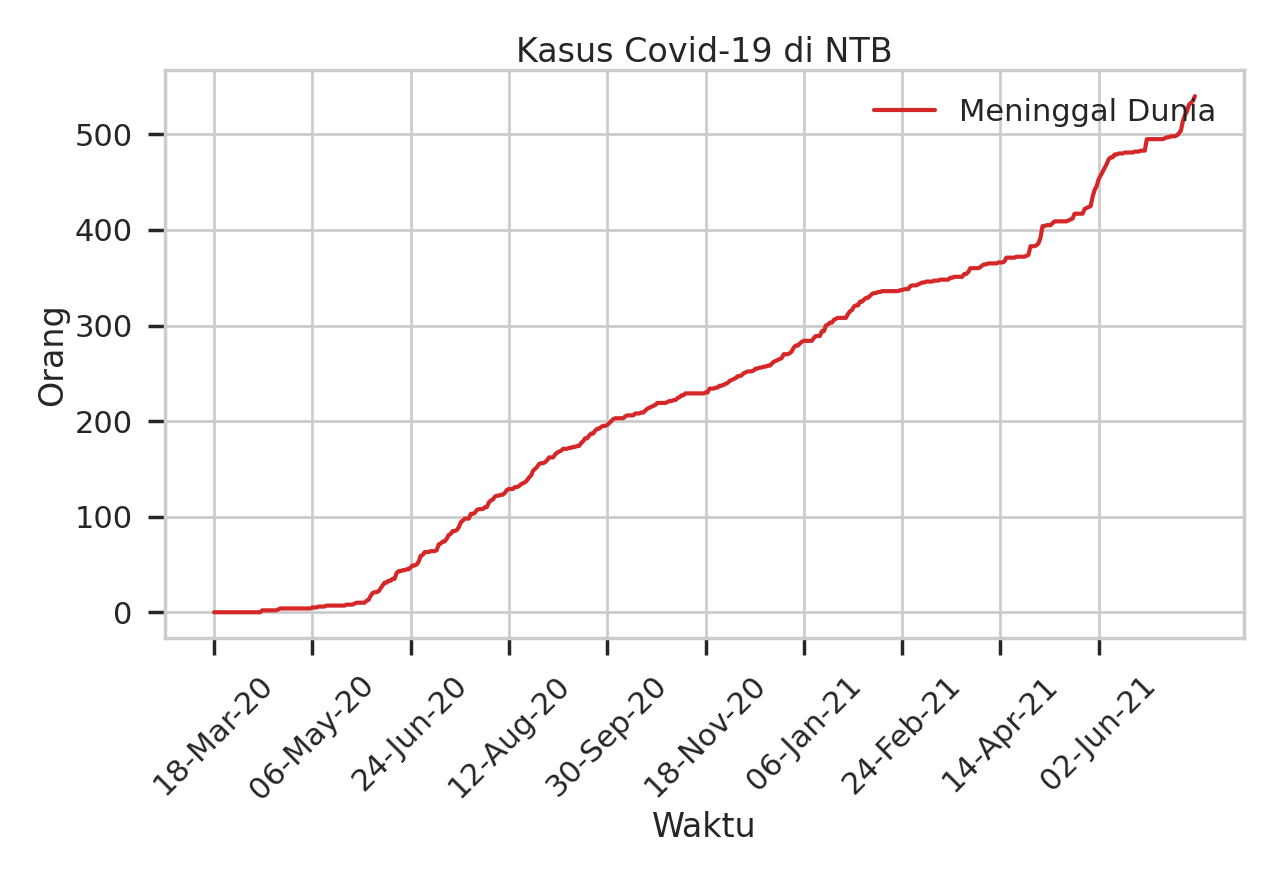 Kasus Covid-19 di NTB
Meninggal Dunia
Orang
500
400
300
200
100
0
18-Mar-20
06-May-20
24-Jun-20
12-Aug-20
30-Sep-20
18-Nov-20
06-Jan-21
24-Feb-21
14-Apr-21
02-Jun-21
Waktu